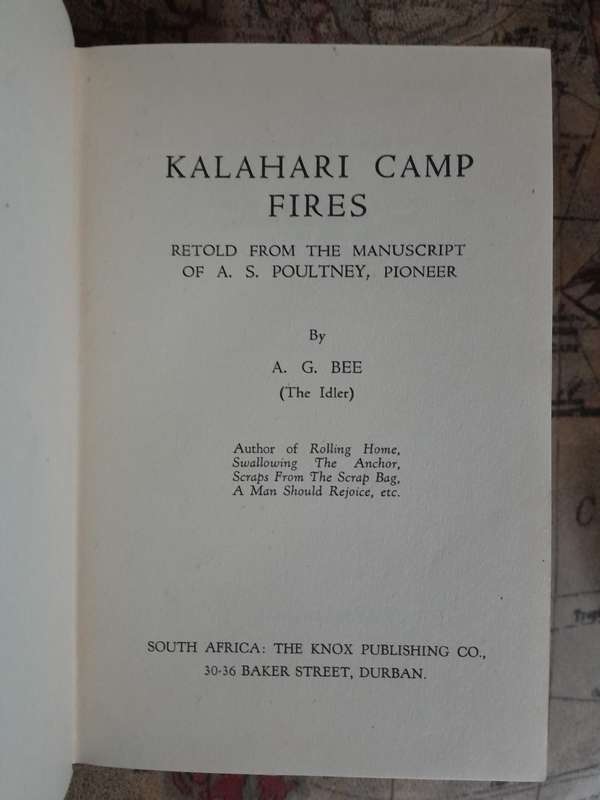 KALAHARI CAMP
FIRES
RETOLD FROM THE MANUSCRIPT
OF A. S. POULTNEY, PIONEER
By
A. G. BEE
(The Idler)
Author of Rolling Home,
Swallowing The Anchor,
Scraps From The Scrap Bag,
A Man Should Rejoice, etc.
SOUTH AFRICA: THE KNOX PUBLISHING CO.,
30-36 BAKER STREET, DURBAN.